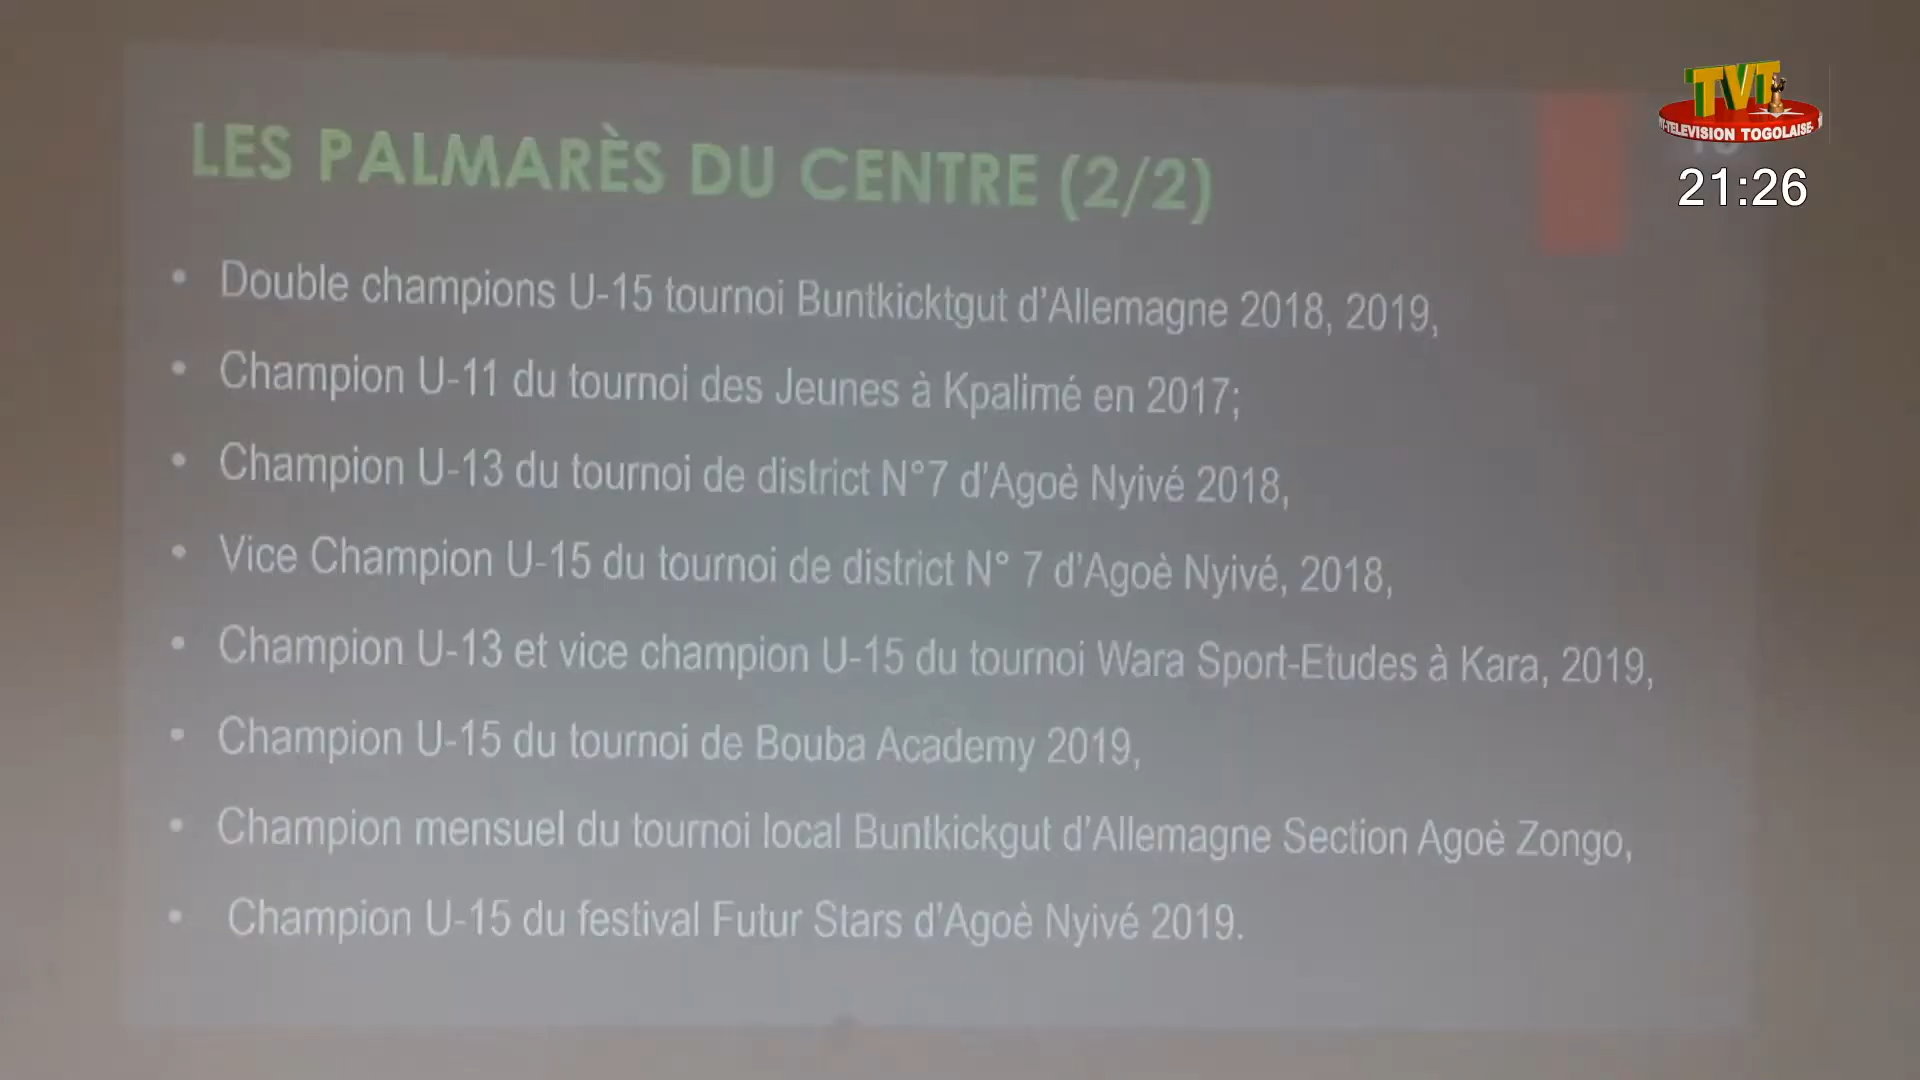 TVT
TELEVISION TOGOLAISE
21:26
LES PALMARÈS DU CENTRE (2/2)
• Double champions U-15 tournoi Buntkicktgut d'Allemagne 2018, 2019,
• Champion U-11 du tournoi des Jeunes à Kpalimé en 2017;
• Champion U-13 du tournoi de district N°7 d'Agoè Nyivé 2018,
• Vice Champion U-15 du tournoi de district N° 7 d'Agoè Nyivé, 2018,
• Champion U-13 et vice champion U-15 du tournoi Wara Sport-Etudes à Kara, 2019,
• Champion U-15 du tournoi de Bouba Academy 2019,
• Champion mensuel du tournoi local Buntkickgut d'Allemagne Section Agoè Zongo,
• Champion U-15 du festival Futur Stars d'Agoè Nyivé 2019.